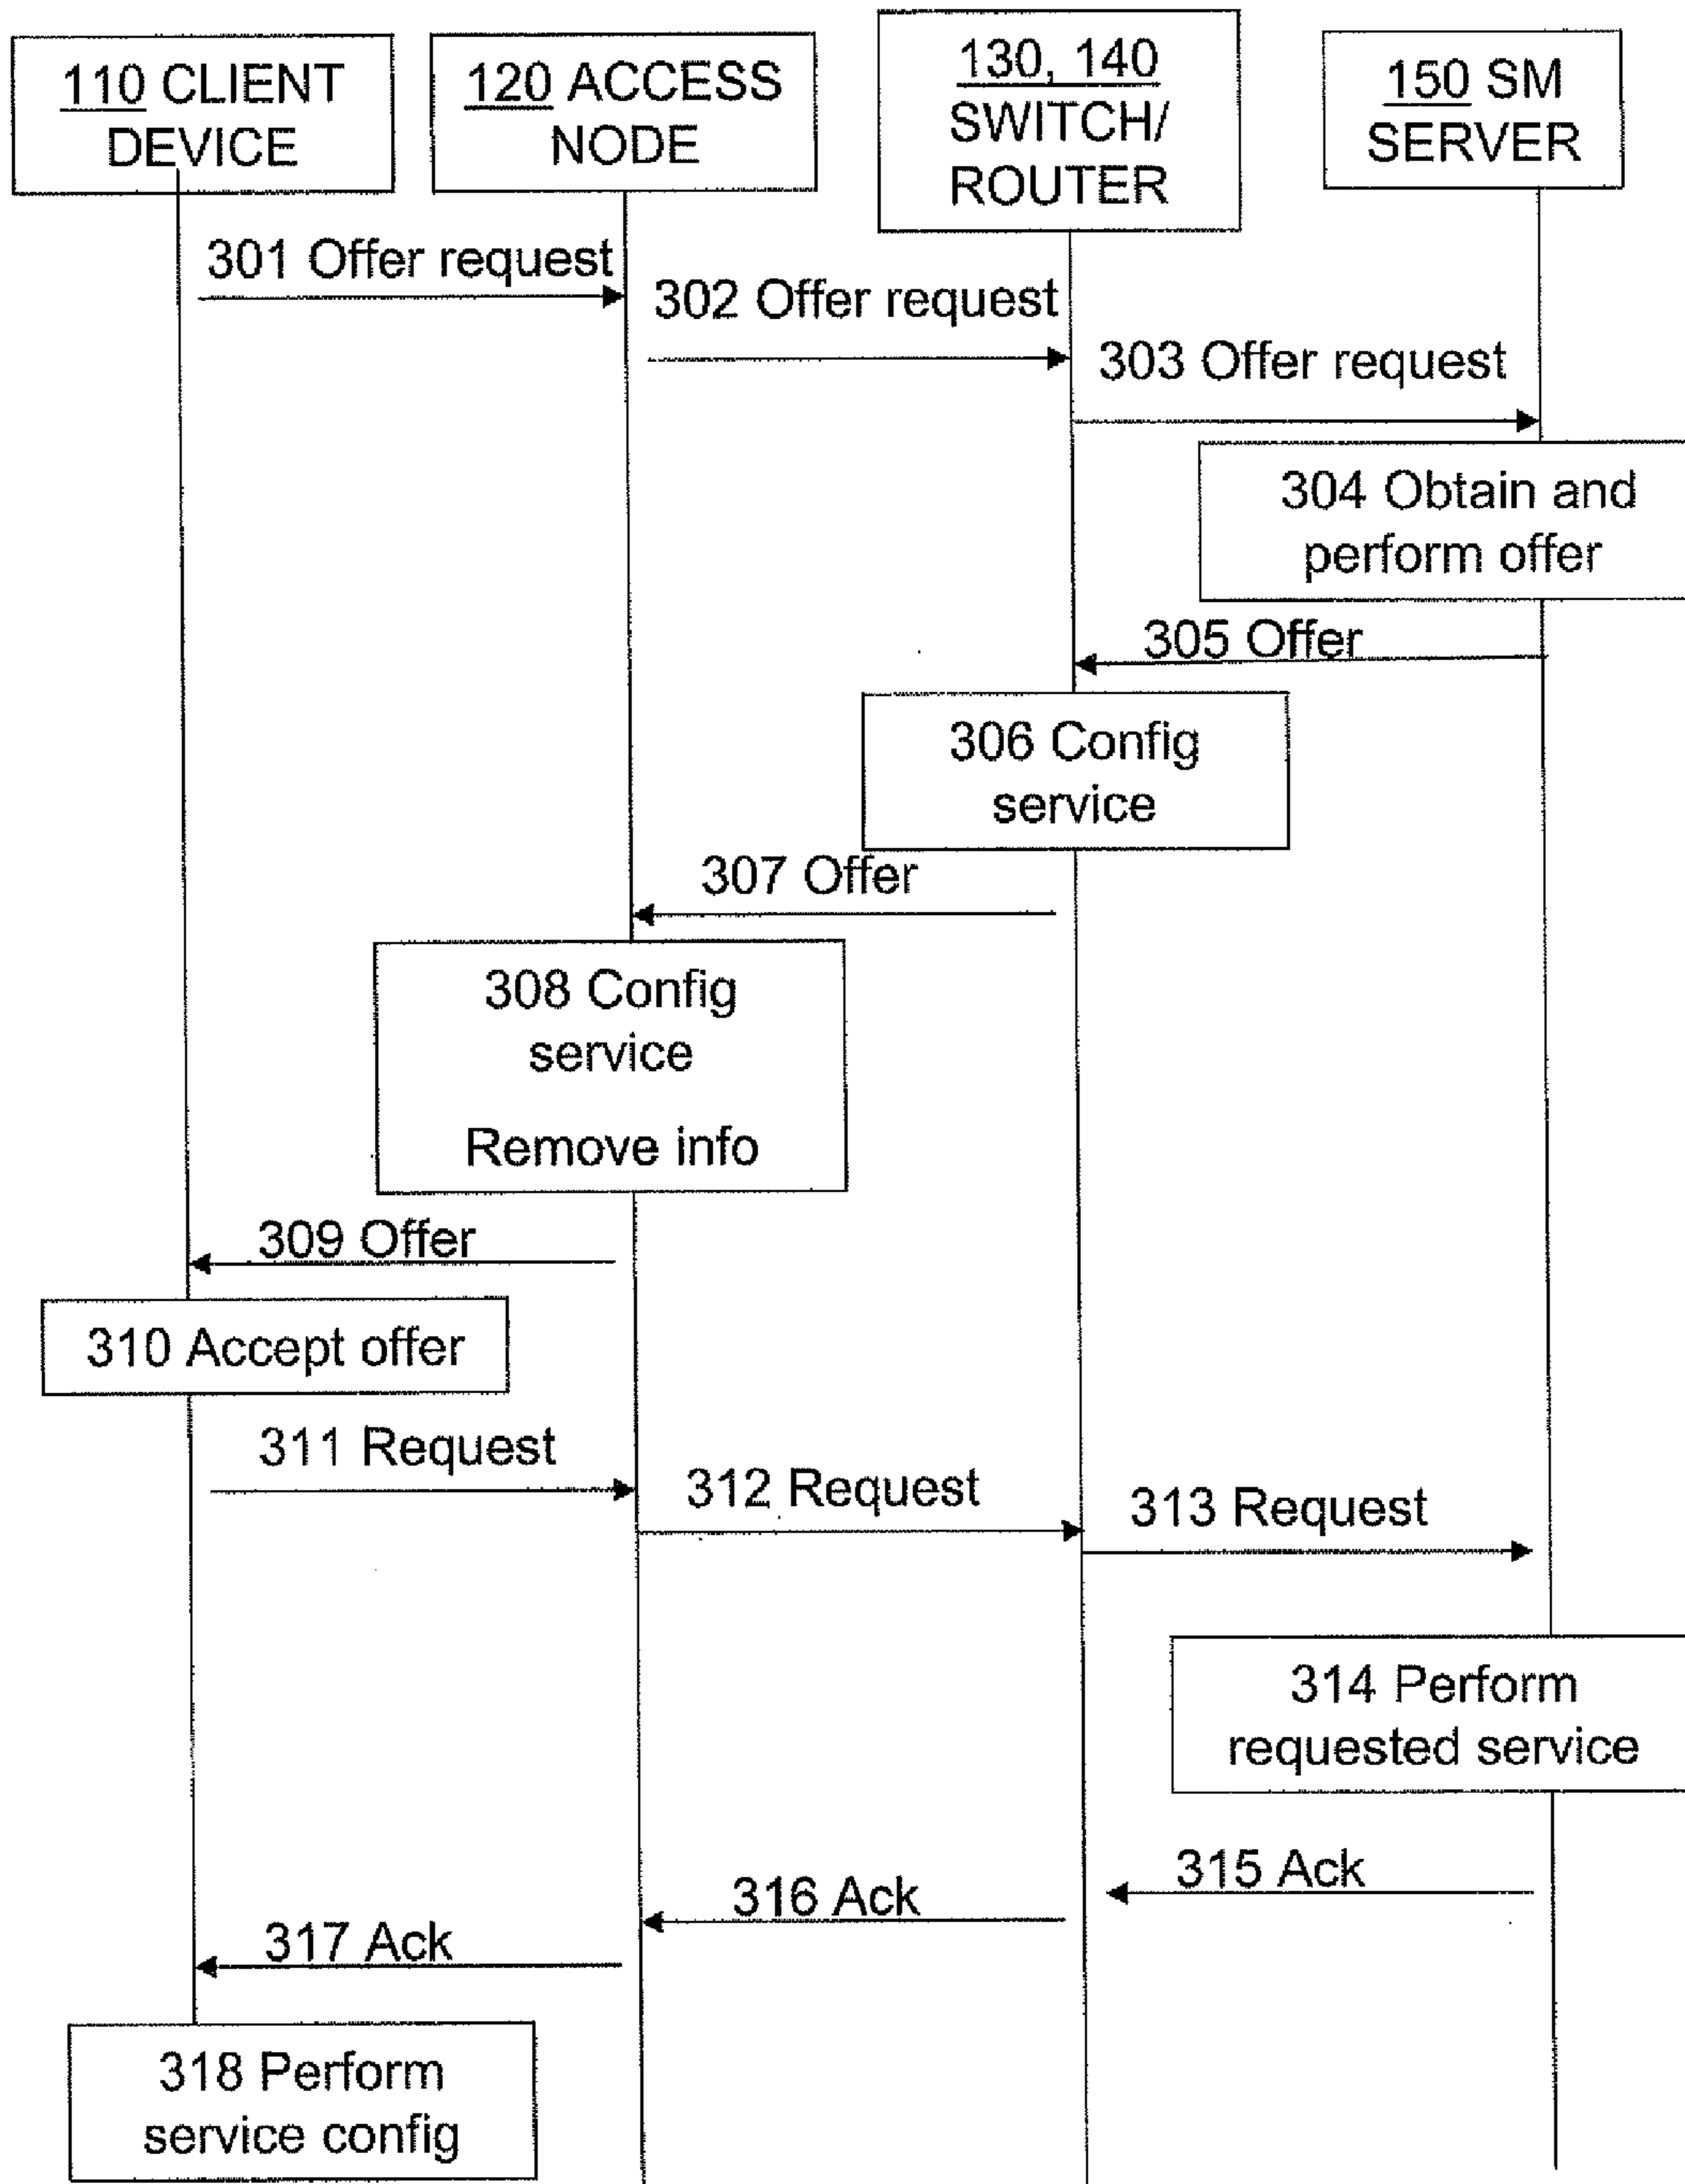 110 CLIENT
DEVICE
120 ACCESS
NODE
130, 140
SWITCH/
ROUTER
150 SM
SERVER
301 Offer request
302 Offer request
303 Offer request
304 Obtain and
perform offer
305 Offer
306 Config
service
307 Offer
308 Config
service
Remove info
309 Offer
310 Accept offer
311 Request
312 Request
313 Request
314 Perform
requested service
315 Ack
316 Ack
317 Ack
318 Perform
service config